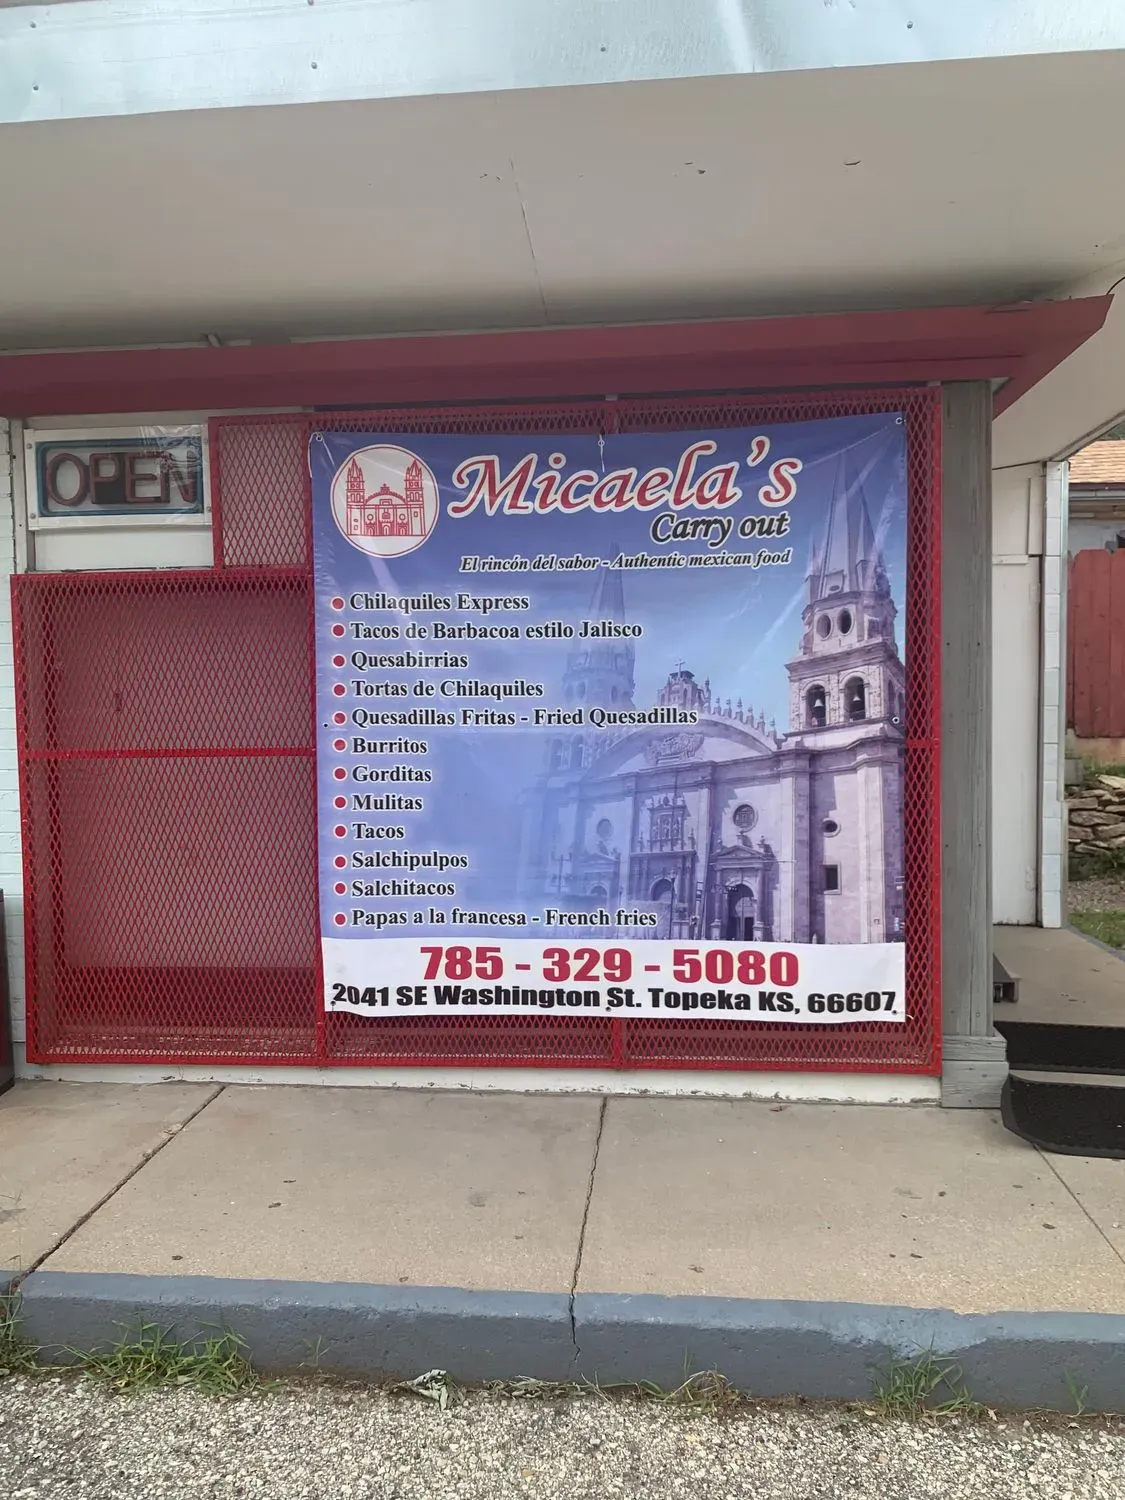 OPEN
Micaela's
Carry out
El rincón del sabor - Authentic mexican food
Chilaquiles Express
Tacos de Barbacoa estilo Jalisco
Quesabirrias
Tortas de Chilaquiles
Quesadillas Fritas - Fried Quesadillas
Burritos
Gorditas
Mulitas
Tacos
Salchipulpos
Salchitacos
Papas a la francesa - French fries
785 - 329 - 5080
2041 SE Washington St. Topeka KS, 66607